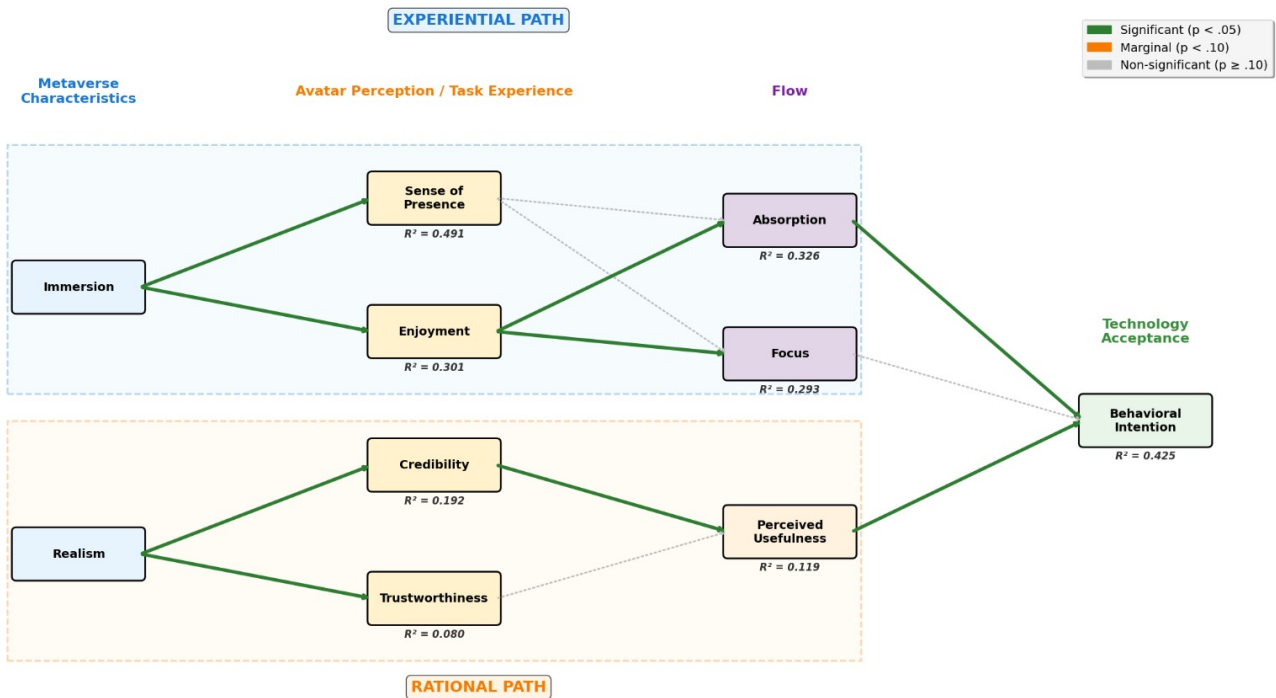 EXPERIENTIAL PATH
Significant (p < .05)
Marginal (p < .10)
Non-significant (p ≥ .10)
Metaverse
Characteristics
Avatar Perception / Task Experience
Flow
Sense of
Presence
R² = 0.491
Absorption
R² = 0.326
Immersion
Enjoyment
R² = 0.301
Focus
R² = 0.293
Technology
Acceptance
Behavioral
Intention
R² = 0.425
Credibility
R² = 0.192
Realism
Perceived
Usefulness
R² = 0.119
Trustworthiness
R² = 0.080
RATIONAL PATH